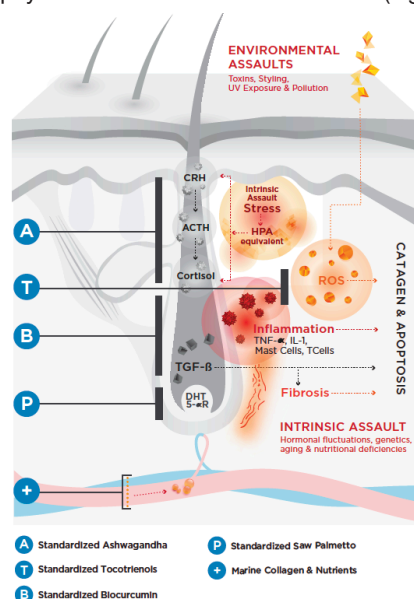 ENVIRONMENTAL
ASSAULTS
Toxins, Styling,
UV Exposure & Pollution
CRH
ACTH
Cortisol
Intrinsic
Assault
Stress
HPA
equivalent
A
T
B
P
+
ROS
Inflammation
TNF-α, IL-1,
Mast Cells, TCells
TGF-ß
Fibrosis
DHT
5-αR
CATAGEN & APOPTOSIS
INTRINSIC ASSAULT
Hormonal fluctuations, genetics,
aging & nutritional deficiencies
A Standardized Ashwagandha
T Standardized Tocotrienols
B Standardized Biocurcumin
P Standardized Saw Palmetto
+ Marine Collagen & Nutrients